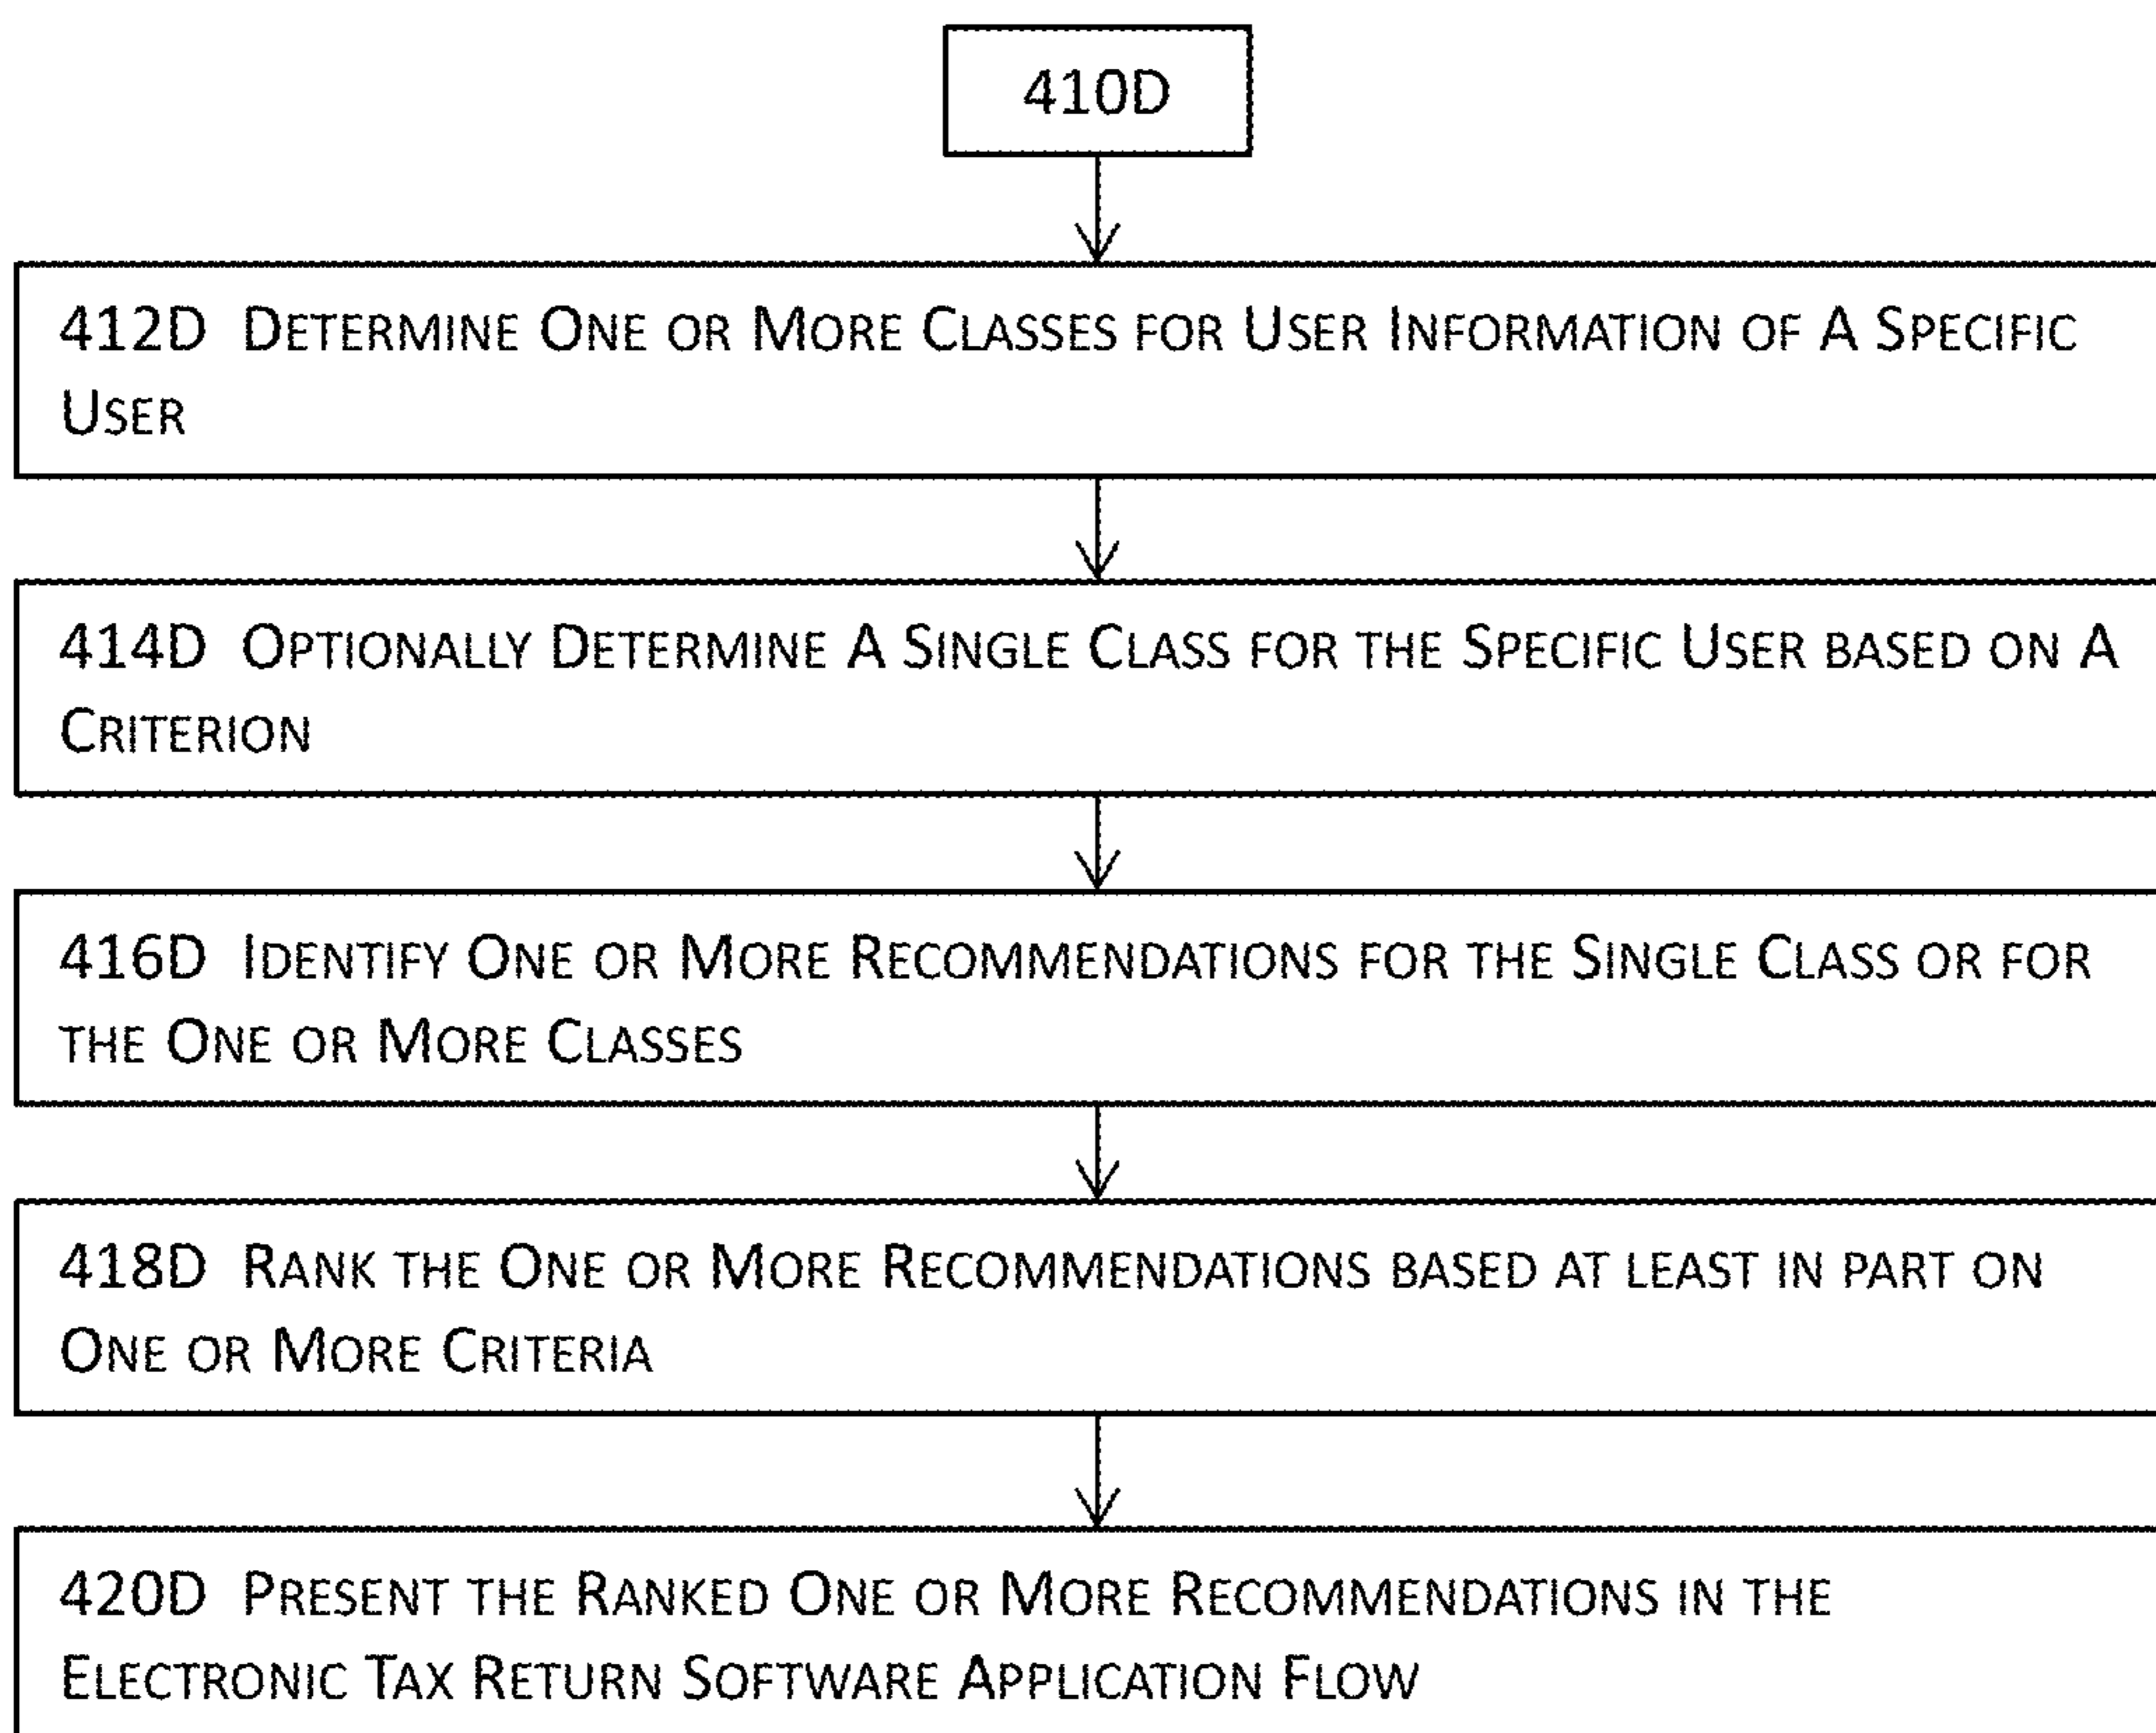 410D
412D DETERMINE ONE OR MORE CLASSES FOR USER INFORMATION OF A SPECIFIC
USER
414D OPTIONALLY DETERMINE A SINGLE CLASS FOR THE SPECIFIC USER BASED ON A
CRITERION
416D IDENTIFY ONE OR MORE RECOMMENDATIONS FOR THE SINGLE CLASS OR FOR
THE ONE OR MORE CLASSES
418D RANK THE ONE OR MORE RECOMMENDATIONS BASED AT LEAST IN PART ON
ONE OR MORE CRITERIA
420D PRESENT THE RANKED ONE OR MORE RECOMMENDATIONS IN THE
ELECTRONIC TAX RETURN SOFTWARE APPLICATION FLOW